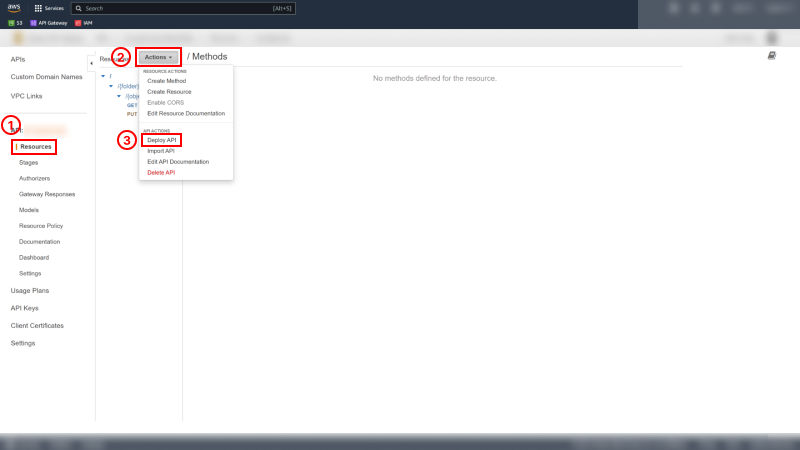 aws Services Search [Alt+S]
S3 API Gateway IAM
APIs
Custom Domain Names
VPC Links
1
API:
Resources
Stages
Authorizers
Gateway Responses
Models
Resource Policy
Documentation
Dashboard
Settings
Usage Plans
API Keys
Client Certificates
Settings
2
Actions
/ Methods
/
/{folder}
GET
PUT
RESOURCE ACTIONS
Create Method
Create Resource
Enable CORS
Edit Resource Documentation
API ACTIONS
3
Deploy API
Import API
Edit API Documentation
Delete API
No methods defined for the resource.